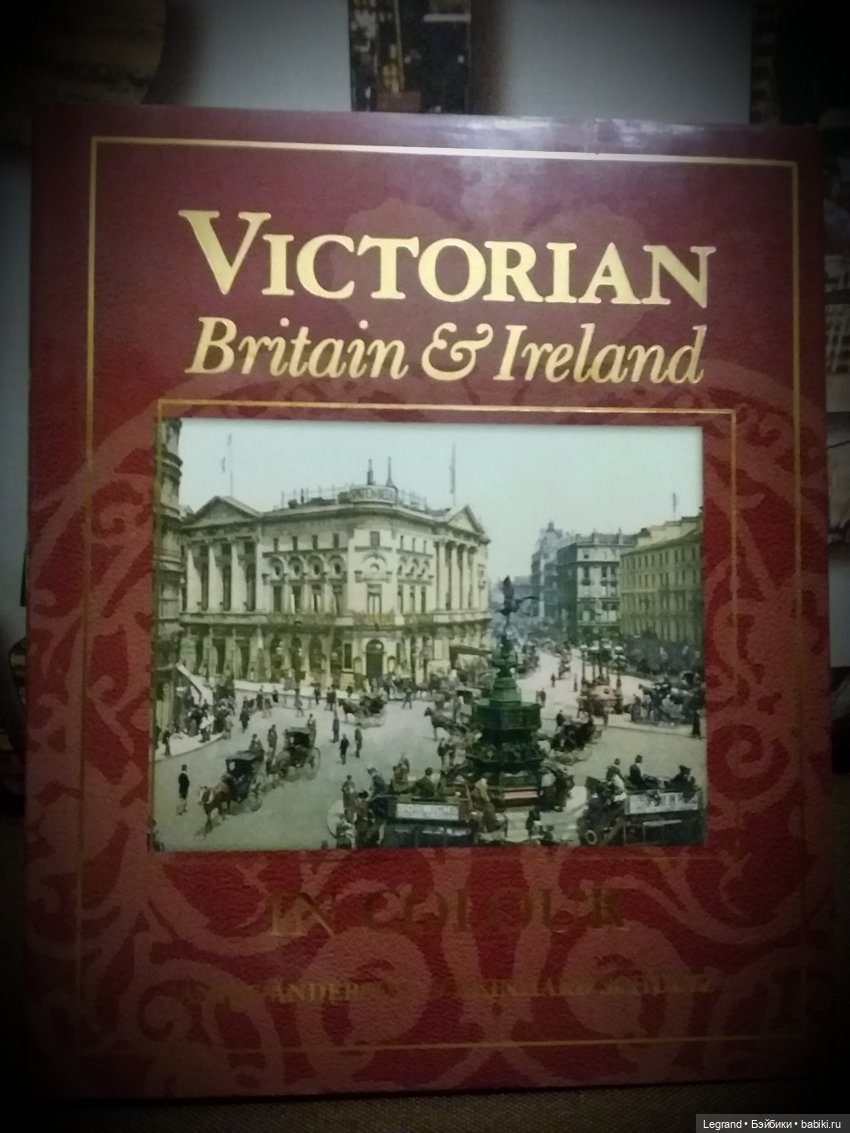 VICTORIAN
Britain & Ireland
IN COLOUR
Legrand • Бэйбики • babiki.ru